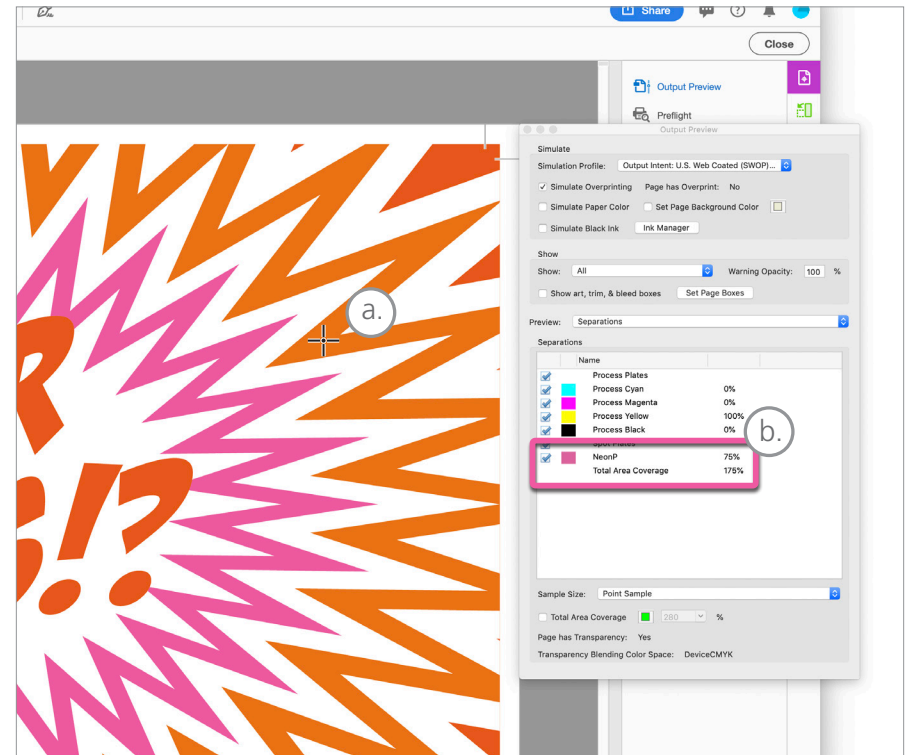 Share
Close
Output Preview
Preflight
Output Preview
Simulate
Simulation Profile: Output Intent: U.S. Web Coated (SWOP)...
Simulate Overprinting Page has Overprint: No
Simulate Paper Color Set Page Background Color
Simulate Black Ink Ink Manager
Show
Show: All Warning Opacity: 100 %
Show art, trim, & bleed boxes Set Page Boxes
a.
Preview: Separations
Separations
Name
Process Plates
Process Cyan 0%
Process Magenta 0%
Process Yellow 100%
Process Black 0%
b.
Spot Plates
NeonP 75%
Total Area Coverage 175%
R
!?
Sample Size: Point Sample
Total Area Coverage 280 %
Page has Transparency: Yes
Transparency Blending Color Space: DeviceCMYK